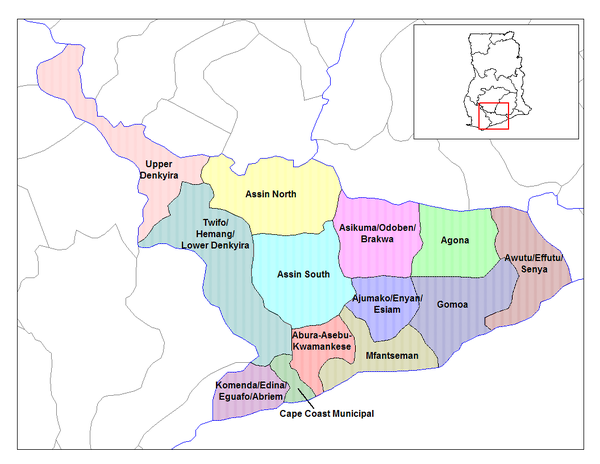 Upper
Denkyira
Assin North
Twifo/
Hemang/
Lower Denkyira
Asikuma/Odoben/
Brakwa
Agona
Awutu/Effutu/
Senya
Assin South
Ajumako/Enyan/
Esiam
Gomoa
Abura-Asebu-
Kwamankese
Mfantseman
Komenda/Edina/
Eguafo/Abriem
Cape Coast Municipal